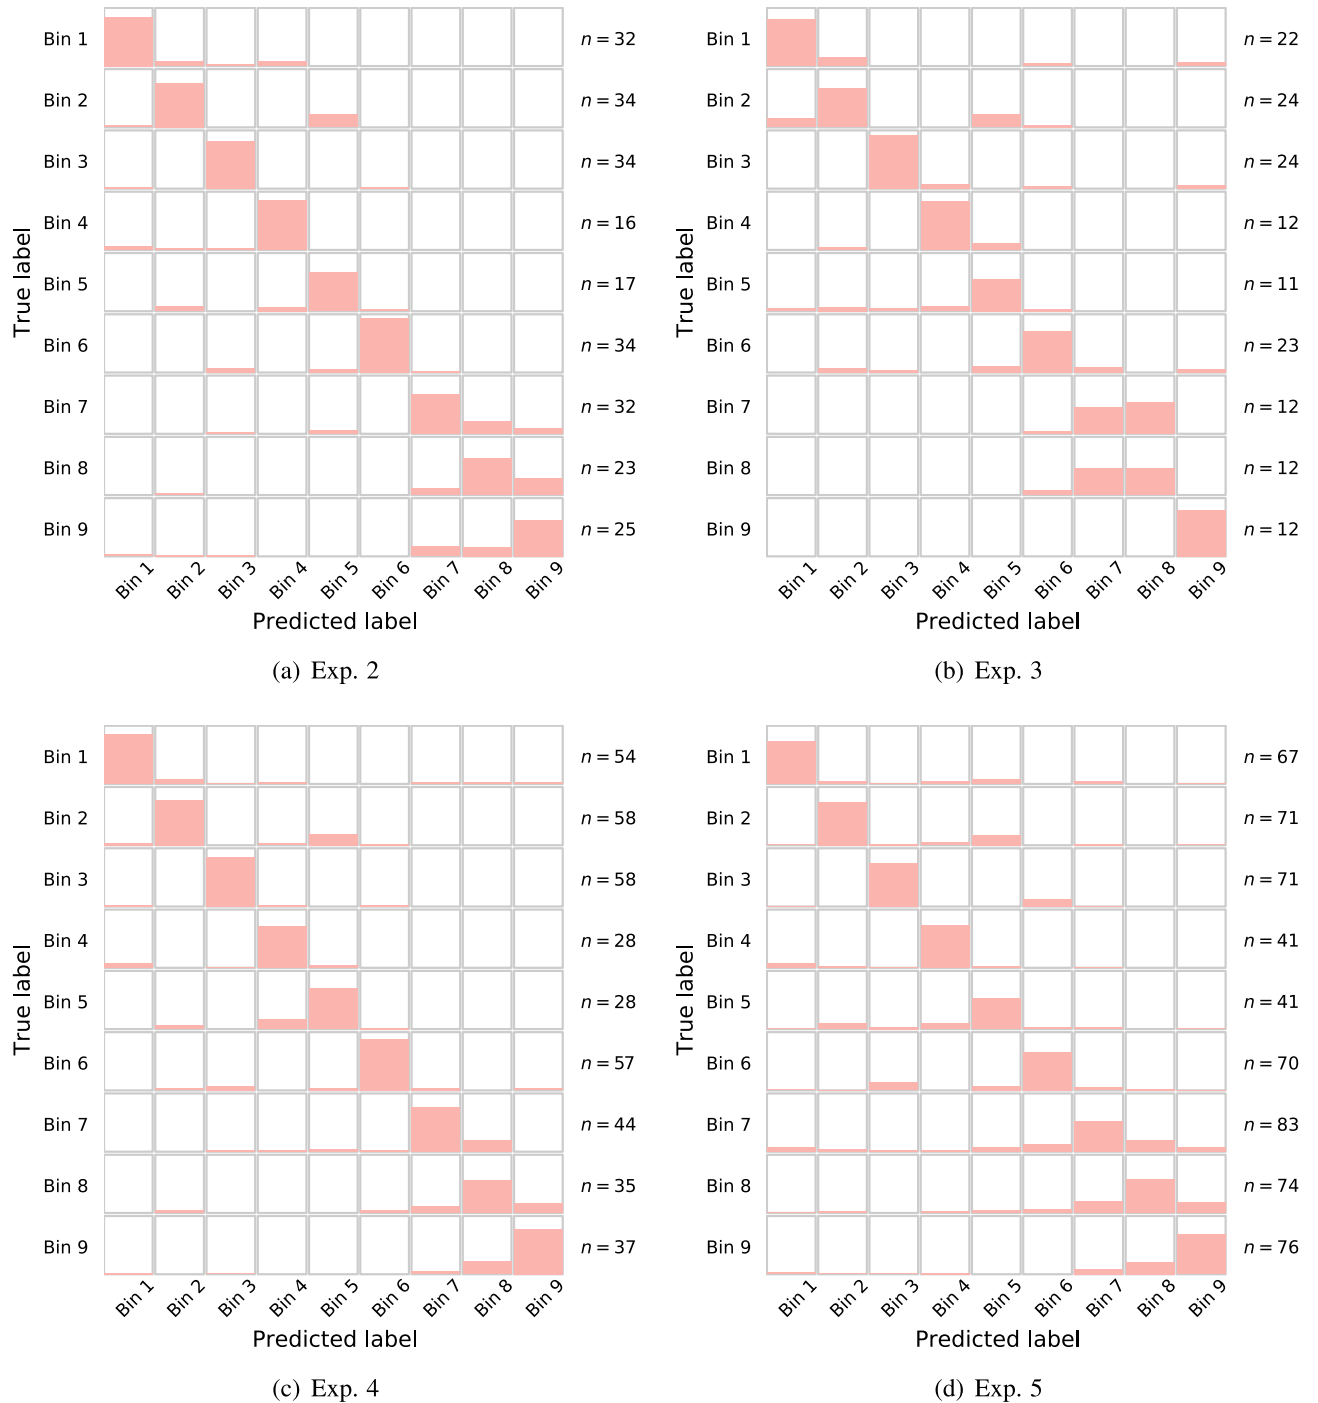 True label
Bin 1 n = 32
Bin 2 n = 34
Bin 3 n = 34
Bin 4 n = 16
Bin 5 n = 17
Bin 6 n = 34
Bin 7 n = 32
Bin 8 n = 23
Bin 9 n = 25
Bin 1 Bin 2 Bin 3 Bin 4 Bin 5 Bin 6 Bin 7 Bin 8 Bin 9
Predicted label
(a) Exp. 2
True label
Bin 1 n = 22
Bin 2 n = 24
Bin 3 n = 24
Bin 4 n = 12
Bin 5 n = 11
Bin 6 n = 23
Bin 7 n = 12
Bin 8 n = 12
Bin 9 n = 12
Bin 1 Bin 2 Bin 3 Bin 4 Bin 5 Bin 6 Bin 7 Bin 8 Bin 9
Predicted label
(b) Exp. 3
True label
Bin 1 n = 54
Bin 2 n = 58
Bin 3 n = 58
Bin 4 n = 28
Bin 5 n = 28
Bin 6 n = 57
Bin 7 n = 44
Bin 8 n = 35
Bin 9 n = 37
Bin 1 Bin 2 Bin 3 Bin 4 Bin 5 Bin 6 Bin 7 Bin 8 Bin 9
Predicted label
(c) Exp. 4
True label
Bin 1 n = 67
Bin 2 n = 71
Bin 3 n = 71
Bin 4 n = 41
Bin 5 n = 41
Bin 6 n = 70
Bin 7 n = 83
Bin 8 n = 74
Bin 9 n = 76
Bin 1 Bin 2 Bin 3 Bin 4 Bin 5 Bin 6 Bin 7 Bin 8 Bin 9
Predicted label
(d) Exp. 5